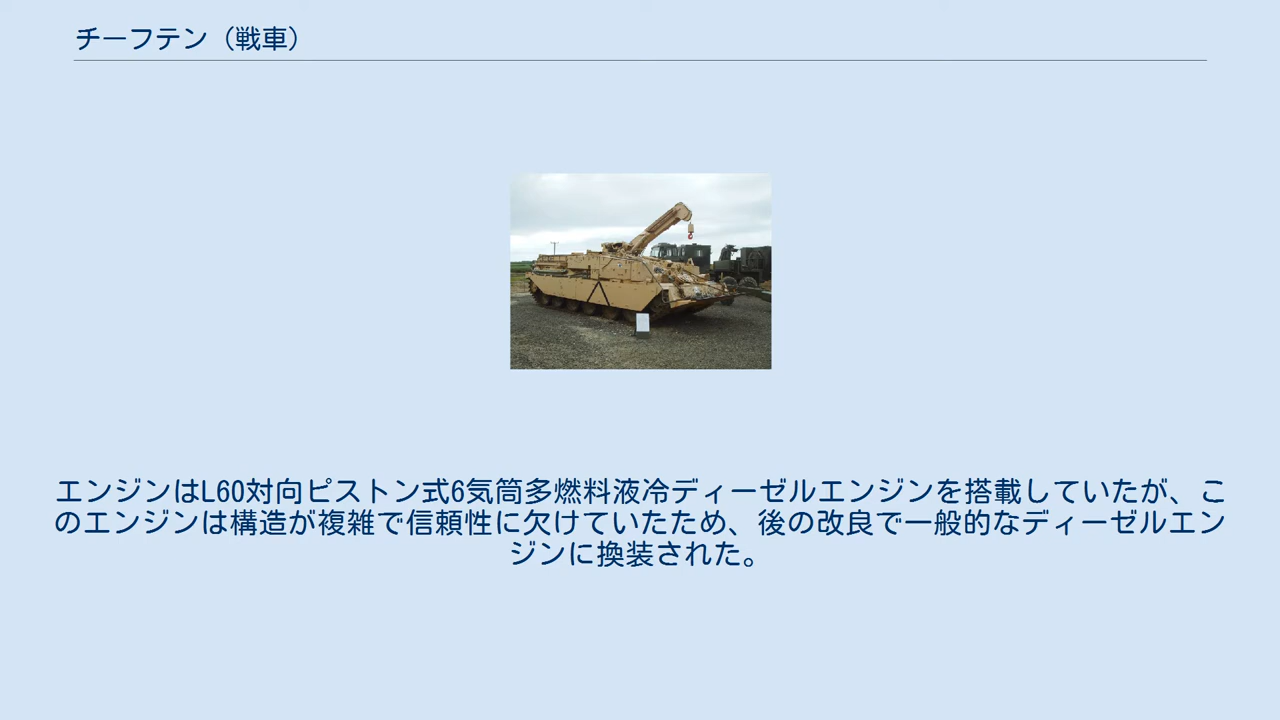 チーフテン（戦車）
エンジンはL60対向ピストン式6気筒多燃料液冷ディーゼルエンジンを搭載していたが、こ
のエンジンは構造が複雑で信頼性に欠けていたため、後の改良で一般的なディーゼルエン
ジンに換装された。